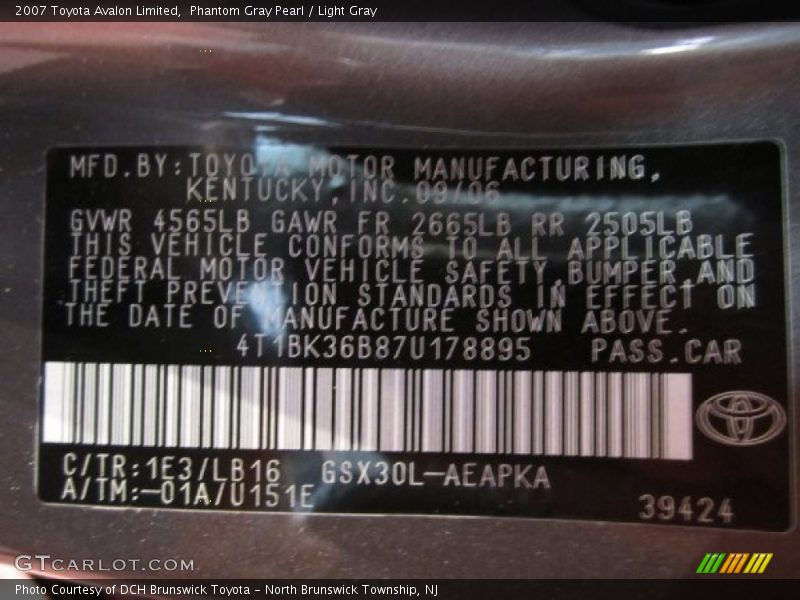 2007 Toyota Avalon Limited,  Phantom Gray Pearl / Light Gray
MFD.BY:TOYOTA MOTOR MANUFACTURING,
KENTUCKY,INC.09/06
GVWR 4565LB GAWR FR 2665LB RR 2505LB
THIS VEHICLE CONFORMS TO ALL APPLICABLE
FEDERAL MOTOR VEHICLE SAFETY,BUMPER,AND
THEFT PREVENTION STANDARDS IN EFFECT ON
THE DATE OF MANUFACTURE SHOWN ABOVE.
4T1BK36B87U178895 PASS.CAR
C/TR:1E3/LB16 GSX30L-AEAPKA
A/TM:-01A/U151E
39424
GTCARLOT.COM
Photo Courtesy of DCH Brunswick Toyota - North Brunswick Township, NJ